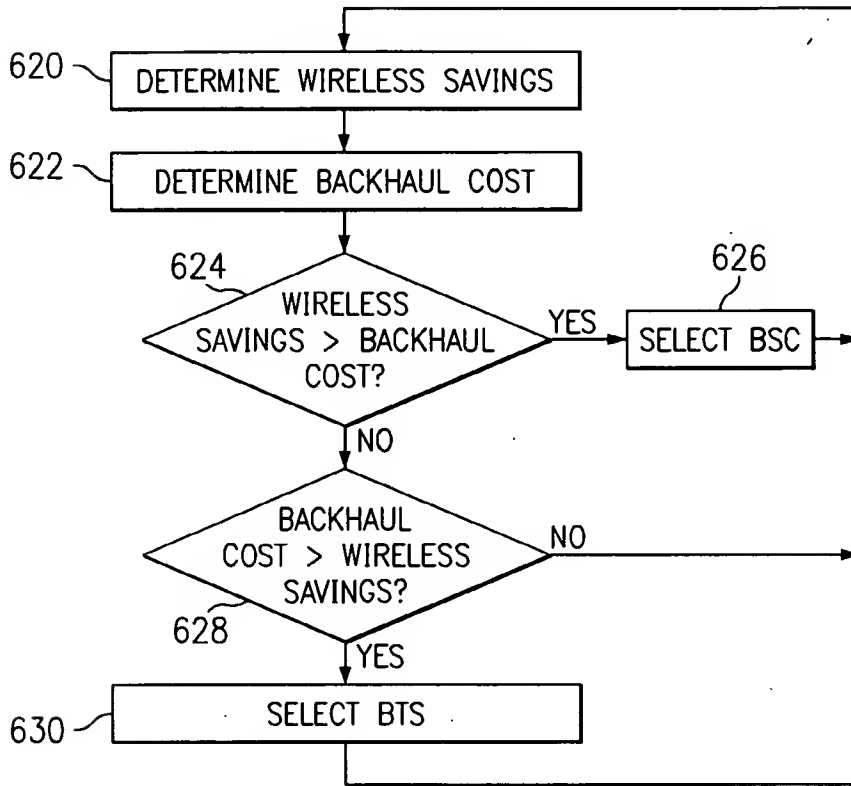 620
DETERMINE WIRELESS SAVINGS
622
DETERMINE BACKHAUL COST
624
WIRELESS
SAVINGS > BACKHAUL
COST?
YES
626
SELECT BSC
NO
BACKHAUL
COST > WIRELESS
SAVINGS?
NO
628
YES
630
SELECT BTS